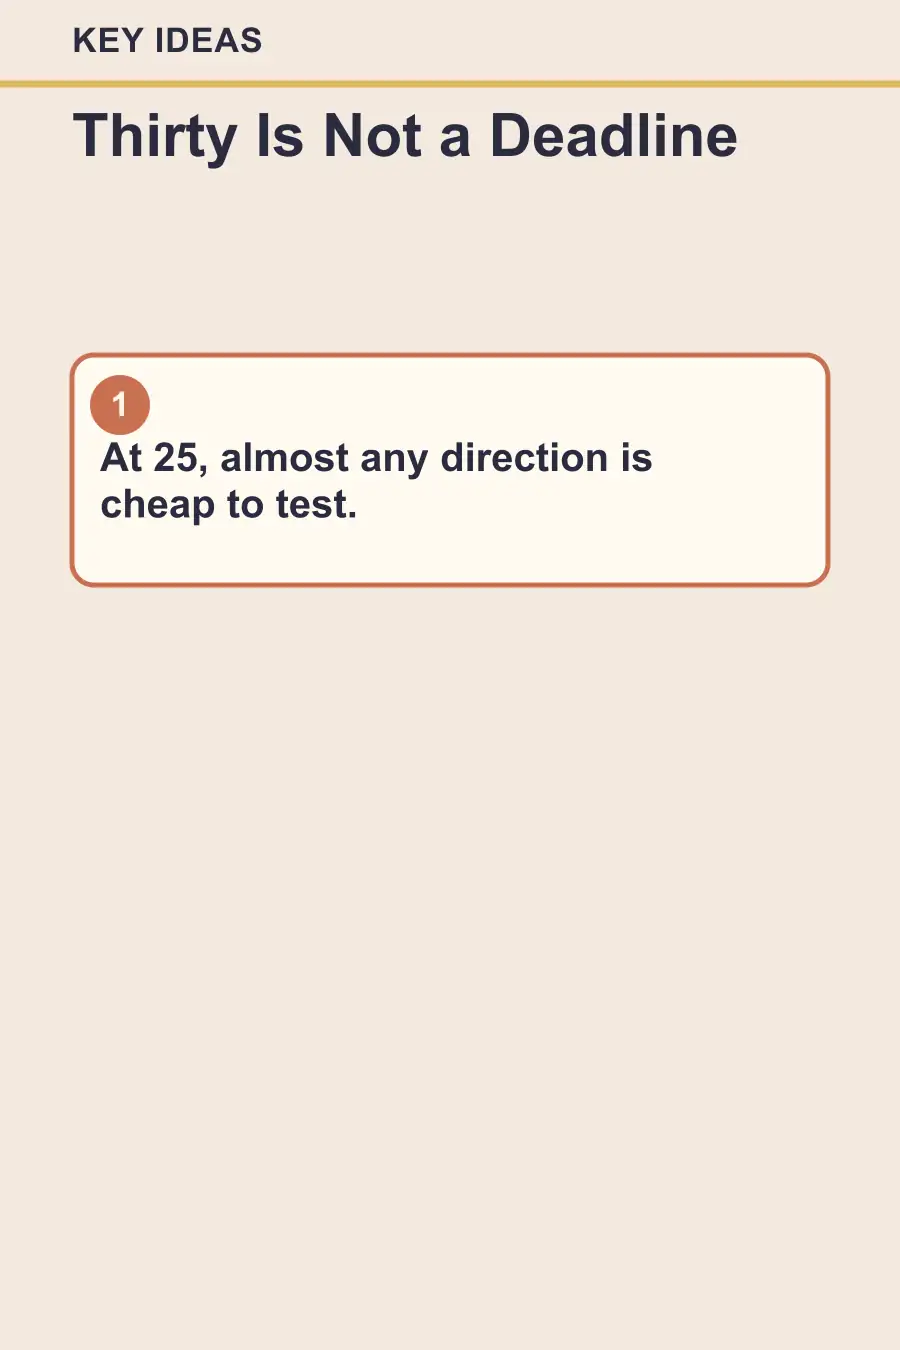 KEY IDEAS
Thirty Is Not a Deadline
1
At 25, almost any direction is
cheap to test.